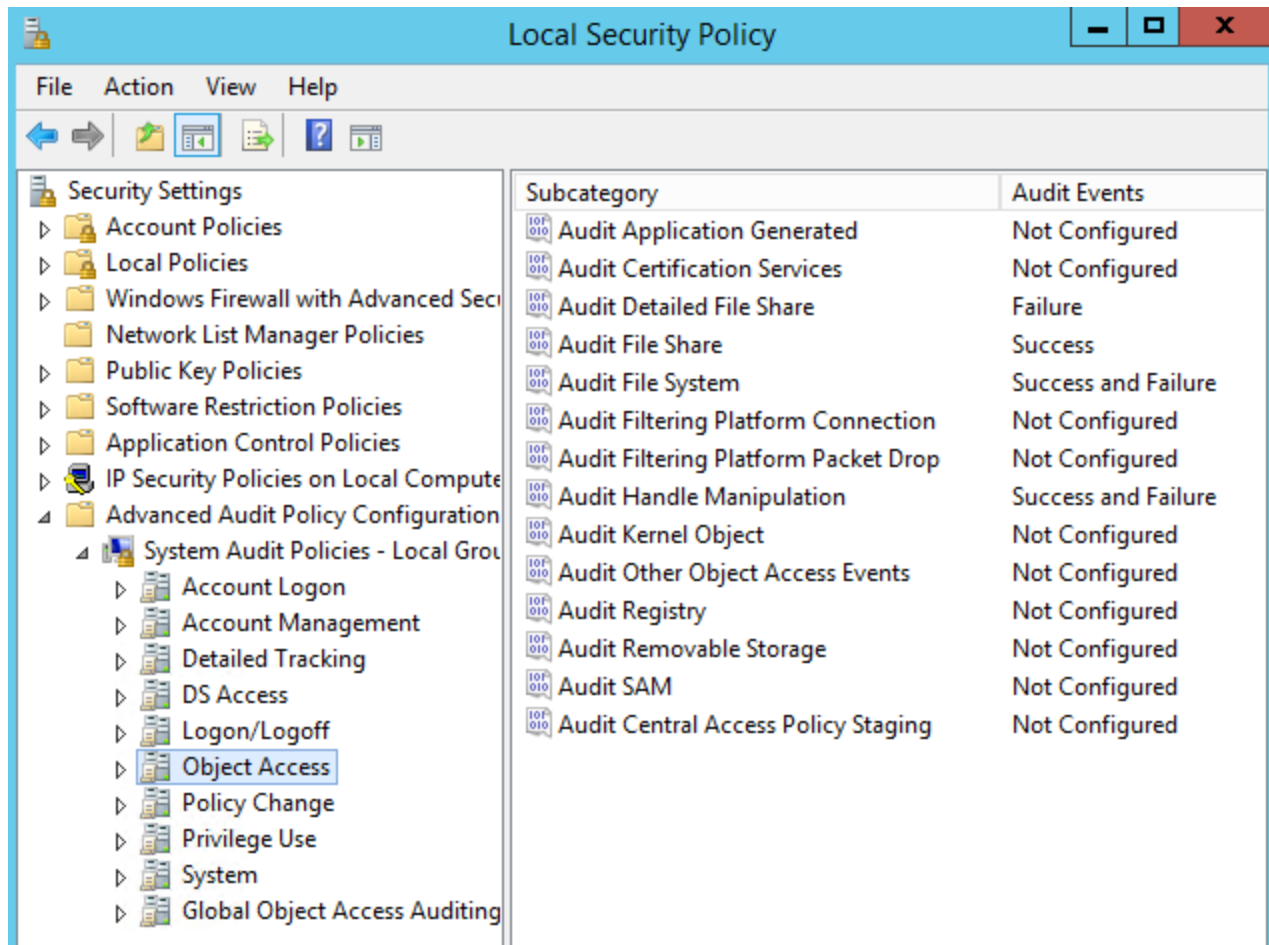 Local Security Policy
File Action View Help
Security Settings
Account Policies
Local Policies
Windows Firewall with Advanced Secu
Network List Manager Policies
Public Key Policies
Software Restriction Policies
Application Control Policies
IP Security Policies on Local Compute
Advanced Audit Policy Configuration
System Audit Policies - Local Grou
Account Logon
Account Management
Detailed Tracking
DS Access
Logon/Logoff
Object Access
Policy Change
Privilege Use
System
Global Object Access Auditing
Subcategory Audit Events
Audit Application Generated Not Configured
Audit Certification Services Not Configured
Audit Detailed File Share Failure
Audit File Share Success
Audit File System Success and Failure
Audit Filtering Platform Connection Not Configured
Audit Filtering Platform Packet Drop Not Configured
Audit Handle Manipulation Success and Failure
Audit Kernel Object Not Configured
Audit Other Object Access Events Not Configured
Audit Registry Not Configured
Audit Removable Storage Not Configured
Audit SAM Not Configured
Audit Central Access Policy Staging Not Configured